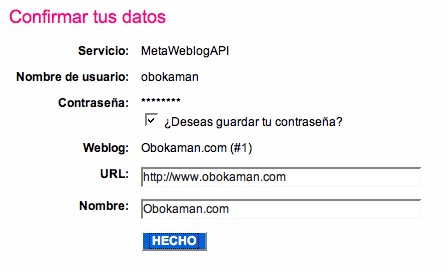 Confirmar tus datos
Servicio: MetaWeblogAPI
Nombre de usuario: obokaman
Contraseña: ********
¿Deseas guardar tu contraseña?
Weblog: Obokaman.com (#1)
URL: http://www.obokaman.com
Nombre: Obokaman.com
HECHO